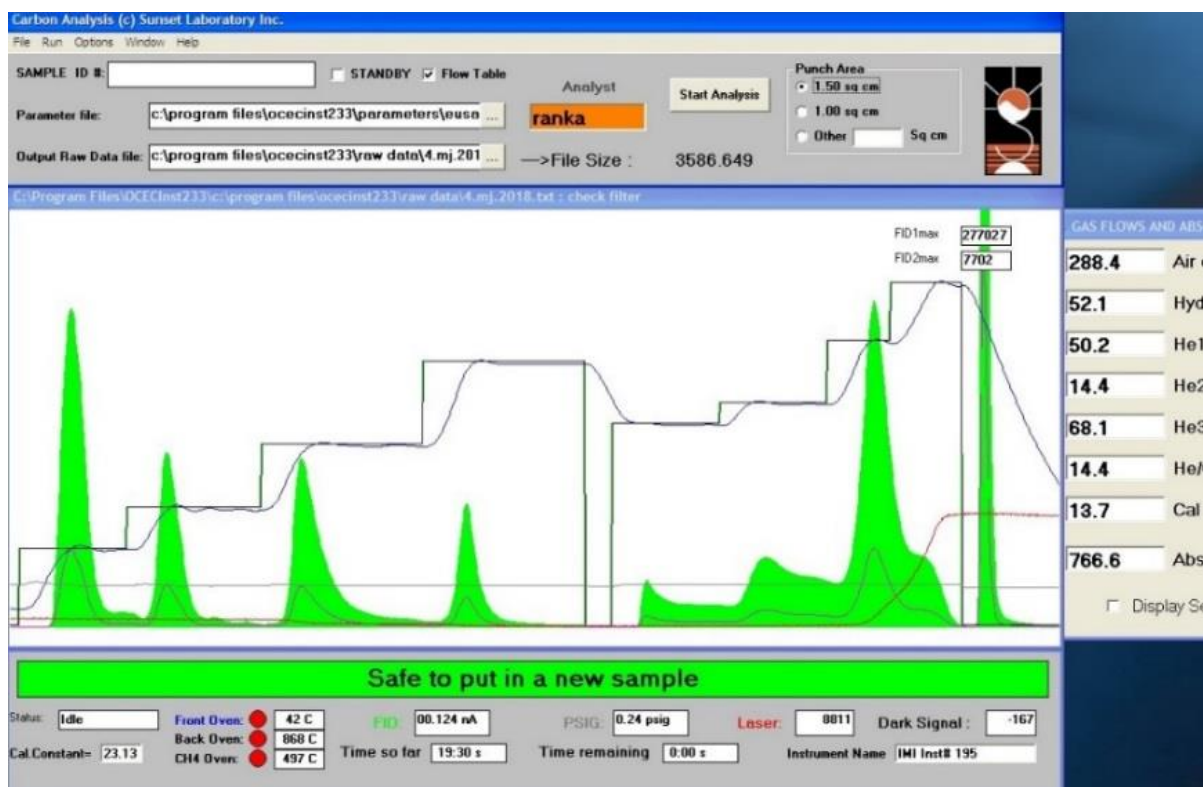 Carbon Analysis (c) Sunset Laboratory Inc.
File Run Options Window Help
SAMPLE ID #: STANDBY Flow Table
Parameter file: c:\program files\ocecinst233\parameters\eusa ...
Output Raw Data file: c:\program files\ocecinst233\raw data\4.mj.201 ...
Analyst
ranka
Start Analysis
-->File Size : 3586.649
Punch Area
1.50 sq cm
1.00 sq cm
Other Sq cm
C:\Program Files\OCECInst233\c:\program files\ocecinst233\raw data\4.mj.2018.txt : check filter
FID1max 277027
FID2max 7702
GAS FLOWS AND ABS
288.4 Air
52.1 Hyd
50.2 He1
14.4 He2
68.1 He3
14.4 He/
13.7 Cal
766.6 Abs
Display Se
Safe to put in a new sample
Status: Idle Front Oven: 42 C FID: 00.124 nA PSIG: 0.24 psig Laser: 8811 Dark Signal : -167
Back Oven: 868 C
Cal.Constant= 23.13 CH4 Oven: 497 C Time so far 19:30 s Time remaining 0:00 s Instrument Name IMI Inst# 195